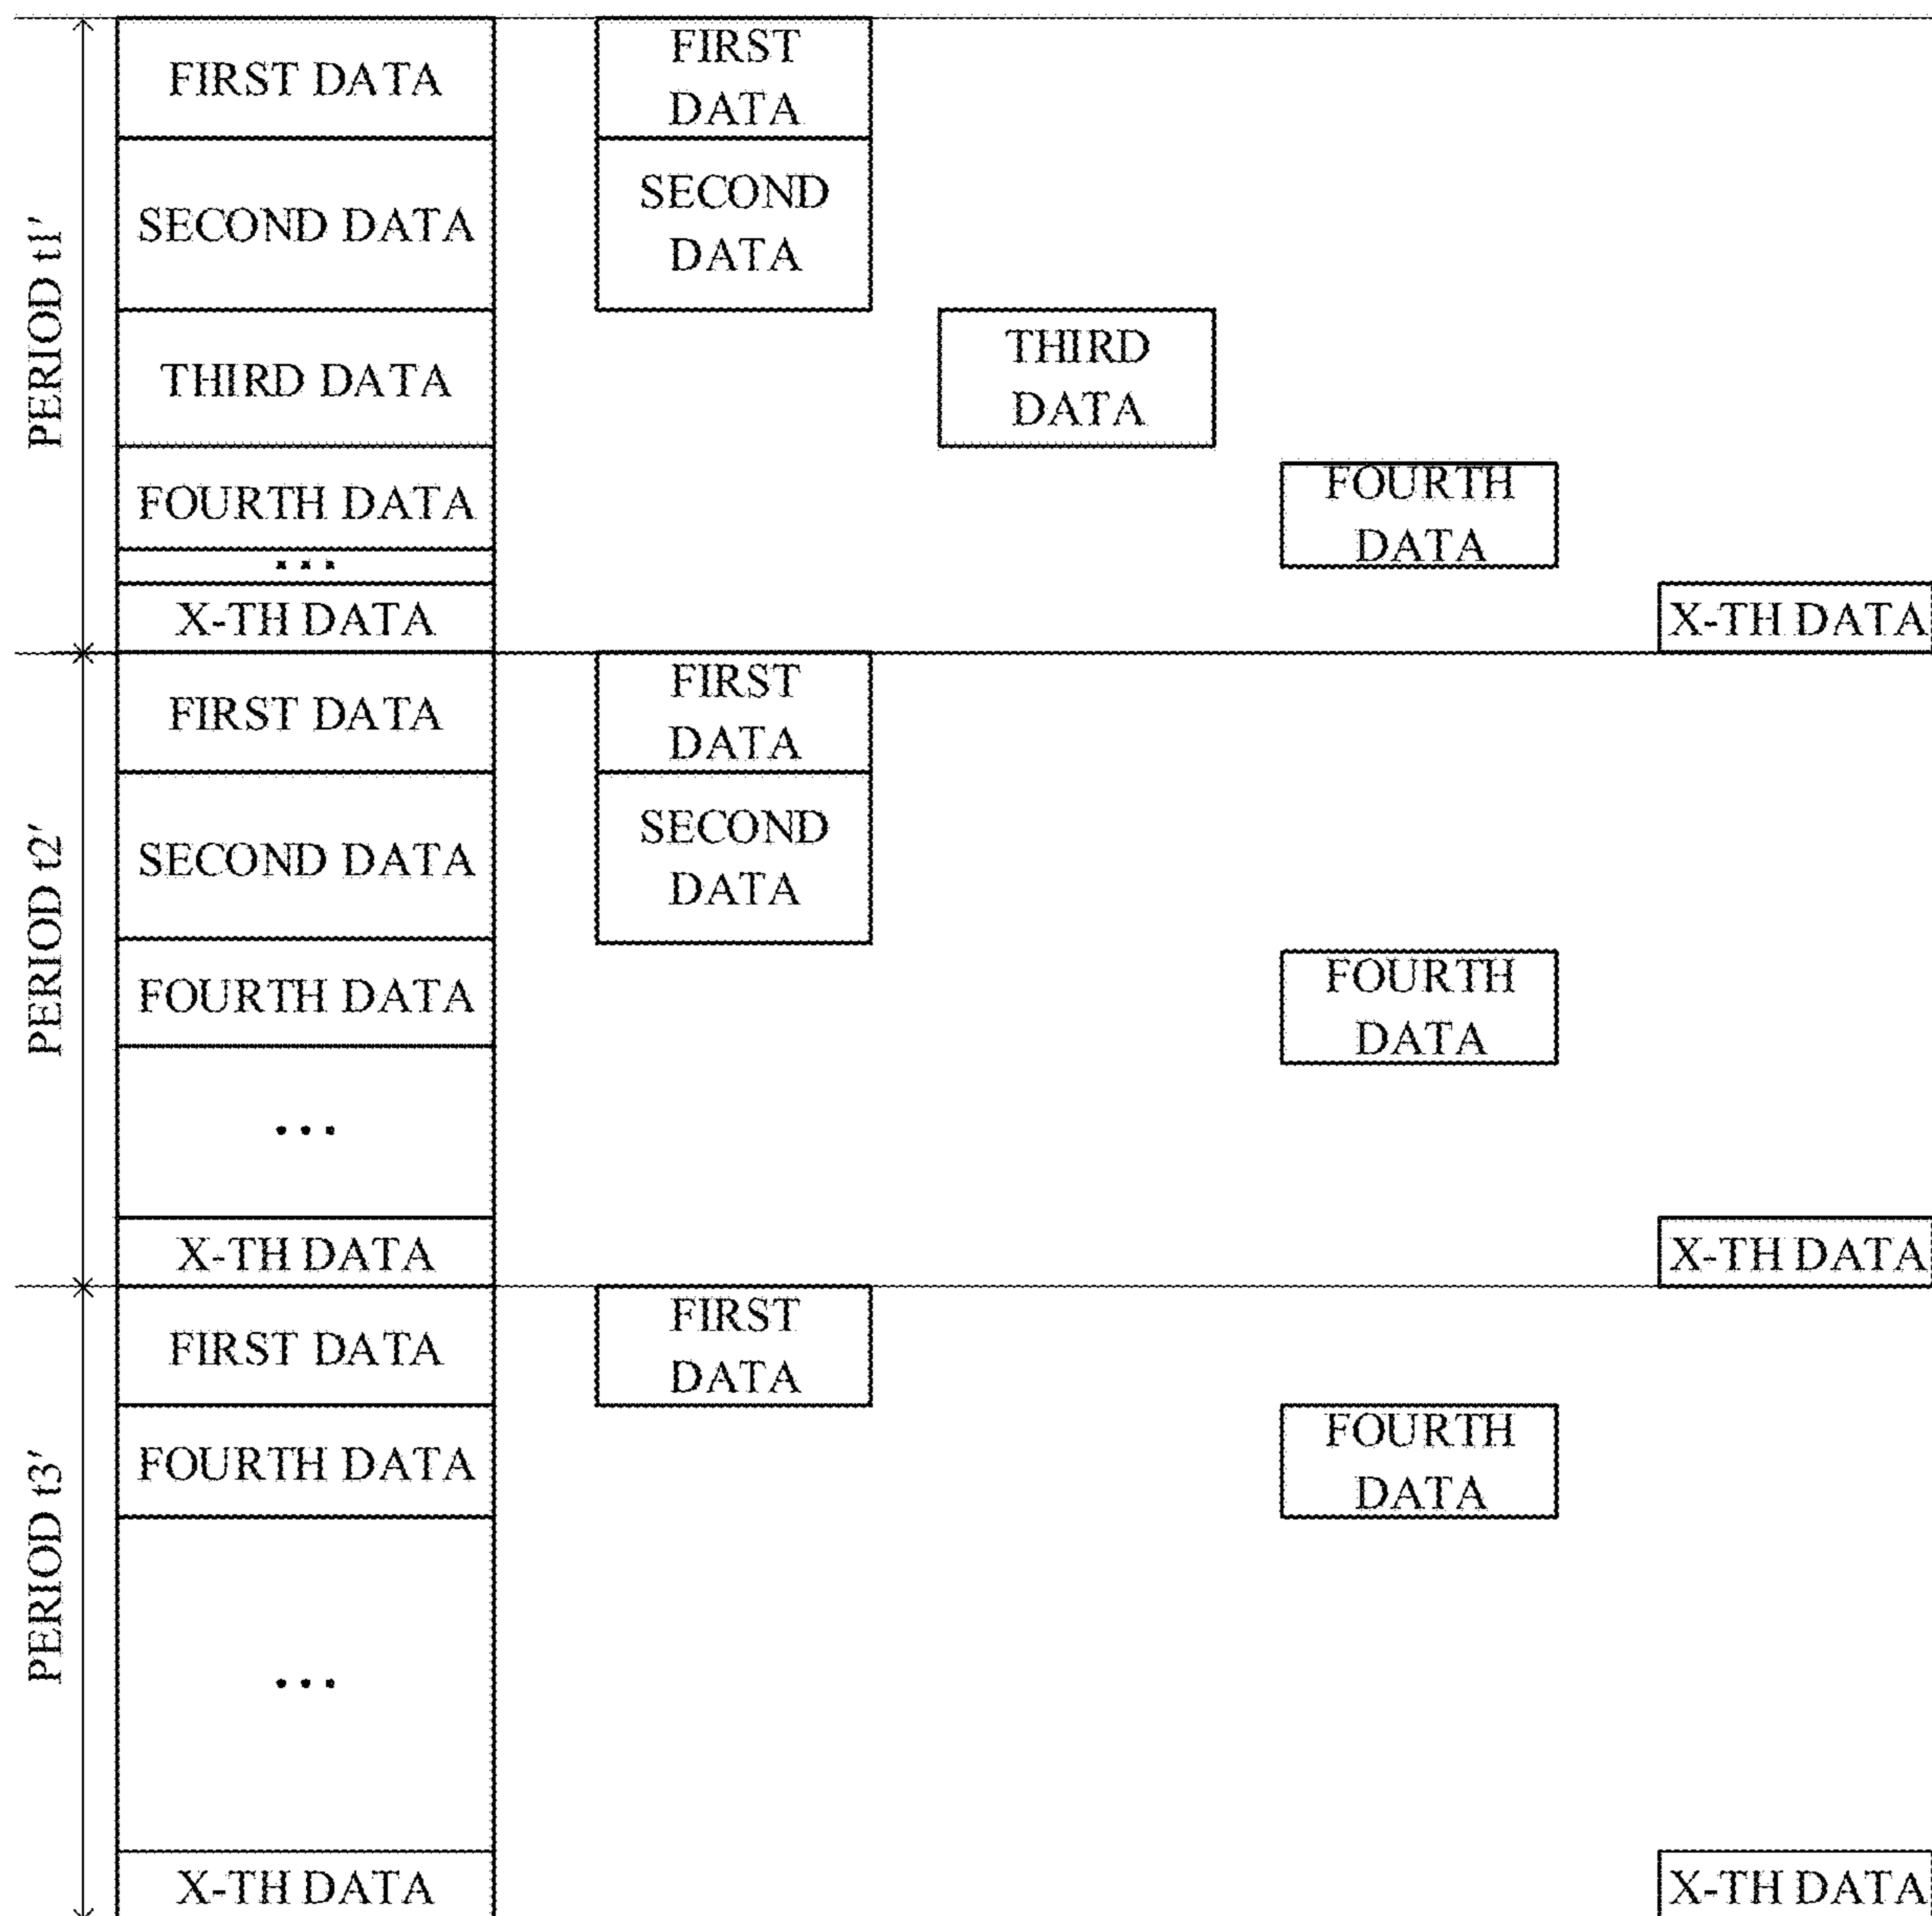 PERIOD t1′
FIRST DATA
FIRST
DATA
SECOND DATA
SECOND
DATA
THIRD DATA
THIRD
DATA
FOURTH DATA
FOURTH
DATA
...
X-TH DATA
X-TH DATA
PERIOD t2′
FIRST DATA
FIRST
DATA
SECOND DATA
SECOND
DATA
FOURTH DATA
FOURTH
DATA
...
X-TH DATA
X-TH DATA
PERIOD t3′
FIRST DATA
FIRST
DATA
FOURTH DATA
FOURTH
DATA
...
X-TH DATA
X-TH DATA